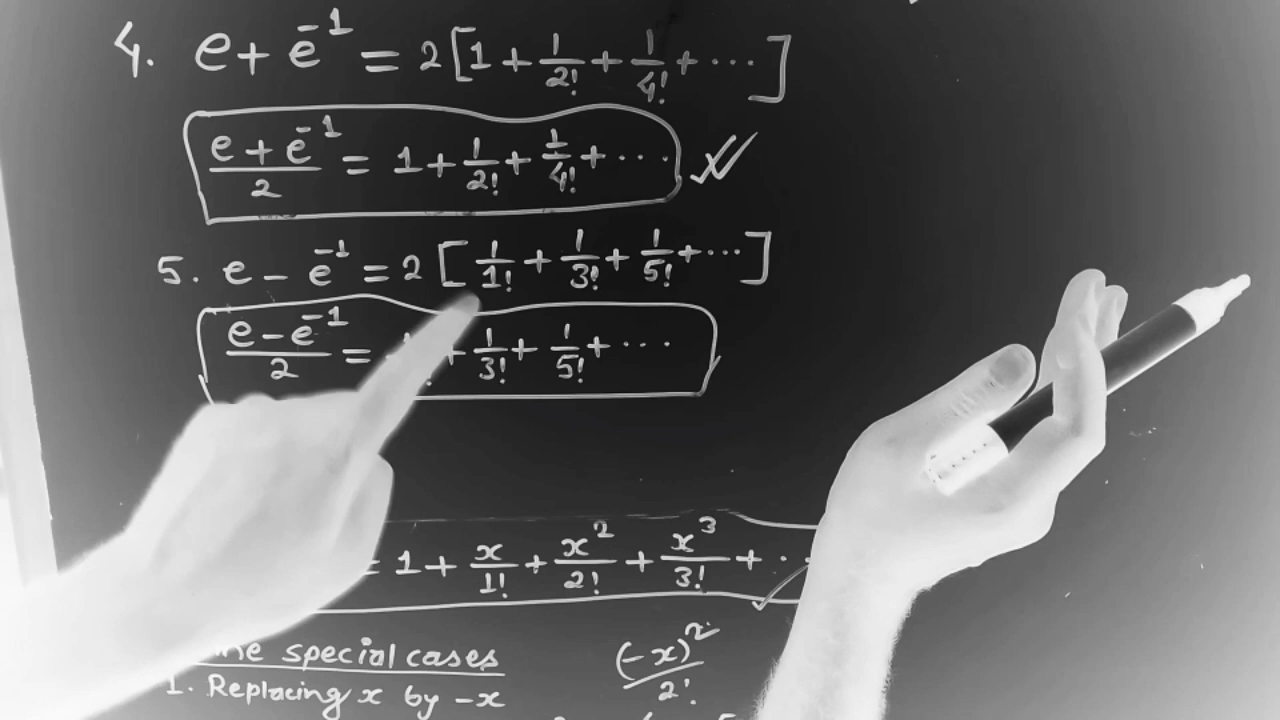 4. e + e^-1 = 2 [1 + 1/2! + 1/4! + ⋯ ]
(e + e^-1)/2 = 1 + 1/2! + 1/4! + ⋯
5. e - e^-1 = 2 [ 1/1! + 1/3! + 1/5! + ⋯ ]
(e - e^-1)/2 = + 1/3! + 1/5! + ⋯
= 1 + x/1! + x^2/2! + x^3/3! + ⋯
special cases
(-x)^2/2!
1. Replacing x by -x